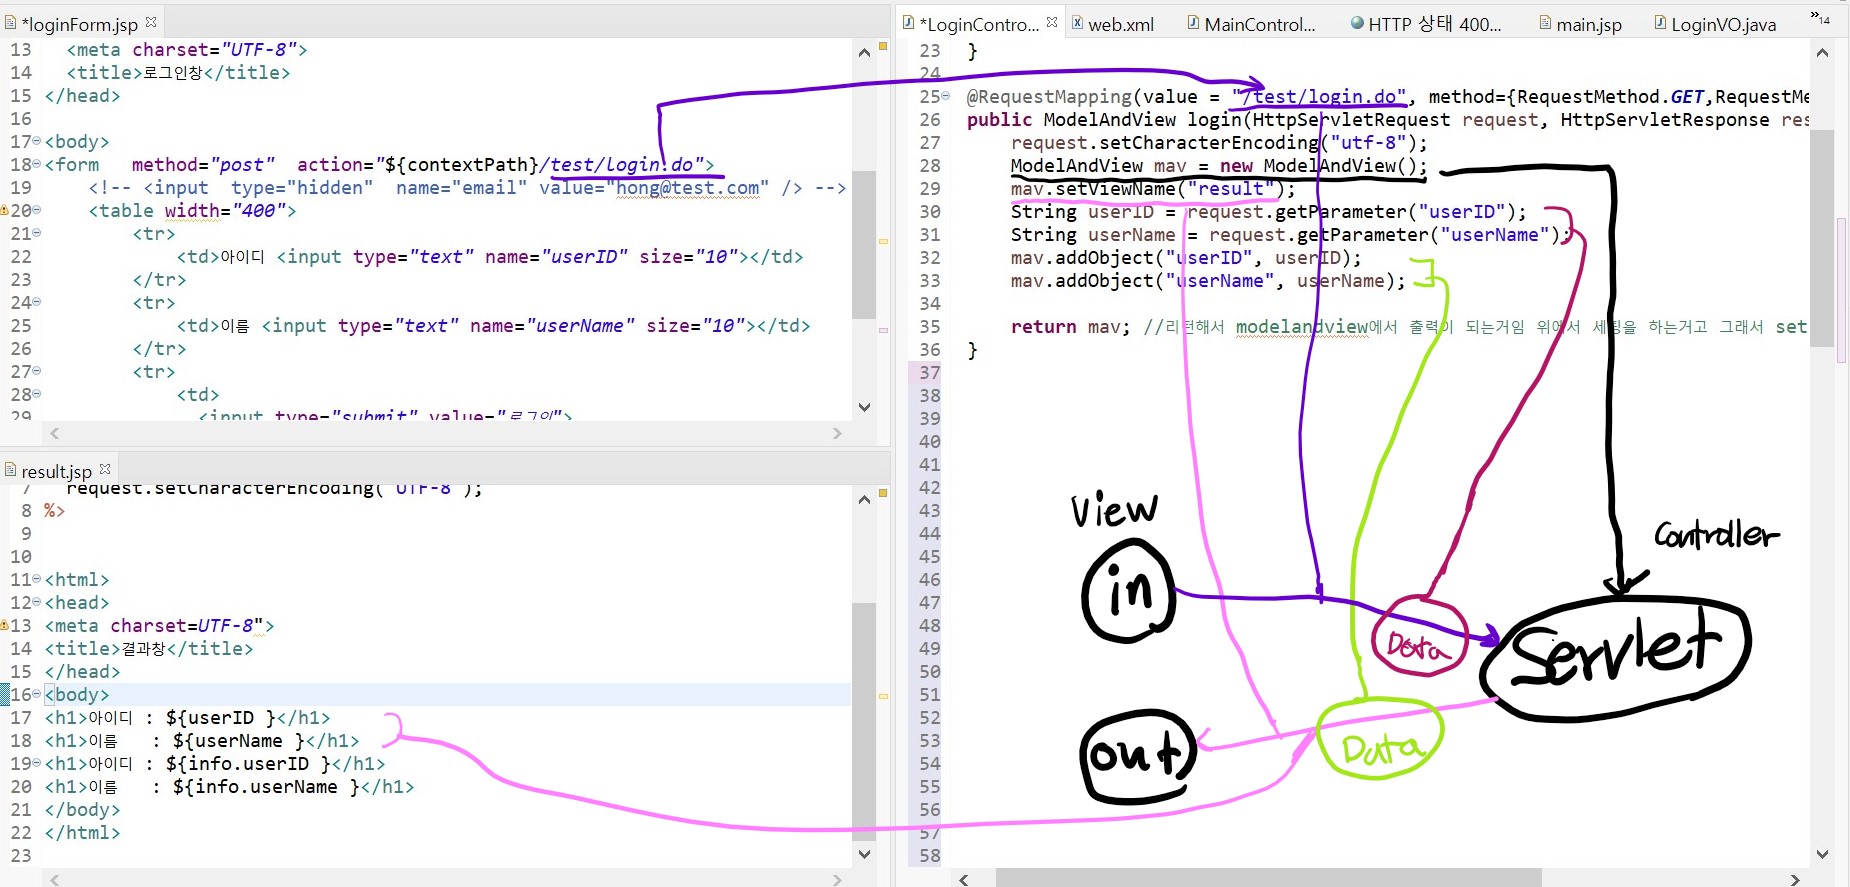 *loginForm.jsp
13 <meta charset="UTF-8">
14 <title>로그인창</title>
15 </head>
16
17 <body>
18 <form method="post" action="${contextPath}/test/login.do">
19 <!-- <input type="hidden" name="email" value="hong@test.com" /> -->
20 <table width="400">
21 <tr>
22 <td>아이디 <input type="text" name="userID" size="10"></td>
23 </tr>
24 <tr>
25 <td>이름 <input type="text" name="userName" size="10"></td>
26 </tr>
27 <tr>
28 <td>
29 <input type="submit" value="로그인">
result.jsp
7 request.setCharacterEncoding("UTF-8");
8 %>
9
10
11 <html>
12 <head>
13 <meta charset=UTF-8">
14 <title>결과창</title>
15 </head>
16 <body>
17 <h1>아이디 : ${userID }</h1>
18 <h1>이름 : ${userName }</h1>
19 <h1>아이디 : ${info.userID }</h1>
20 <h1>이름 : ${info.userName }</h1>
21 </body>
22 </html>
23
*LoginContro... web.xml MainControl... HTTP 상태 400... main.jsp LoginVO.java »14
23 }
24
25 @RequestMapping(value = "/test/login.do", method={RequestMethod.GET,RequestMe
26 public ModelAndView login(HttpServletRequest request, HttpServletResponse res
27 request.setCharacterEncoding("utf-8");
28 ModelAndView mav = new ModelAndView();
29 mav.setViewName("result");
30 String userID = request.getParameter("userID");
31 String userName = request.getParameter("userName");
32 mav.addObject("userID", userID);
33 mav.addObject("userName", userName);
34
35 return mav; //리턴해서 modelandview에서 출력이 되는거임 위에서 세팅을 하는거고 그래서 set
36 }
37
38
39
40
41
42
43
44
45
46
47
48
49
50
51
52
53
54
55
56
57
58
View
in
Controller
Data
Servlet
out
Data